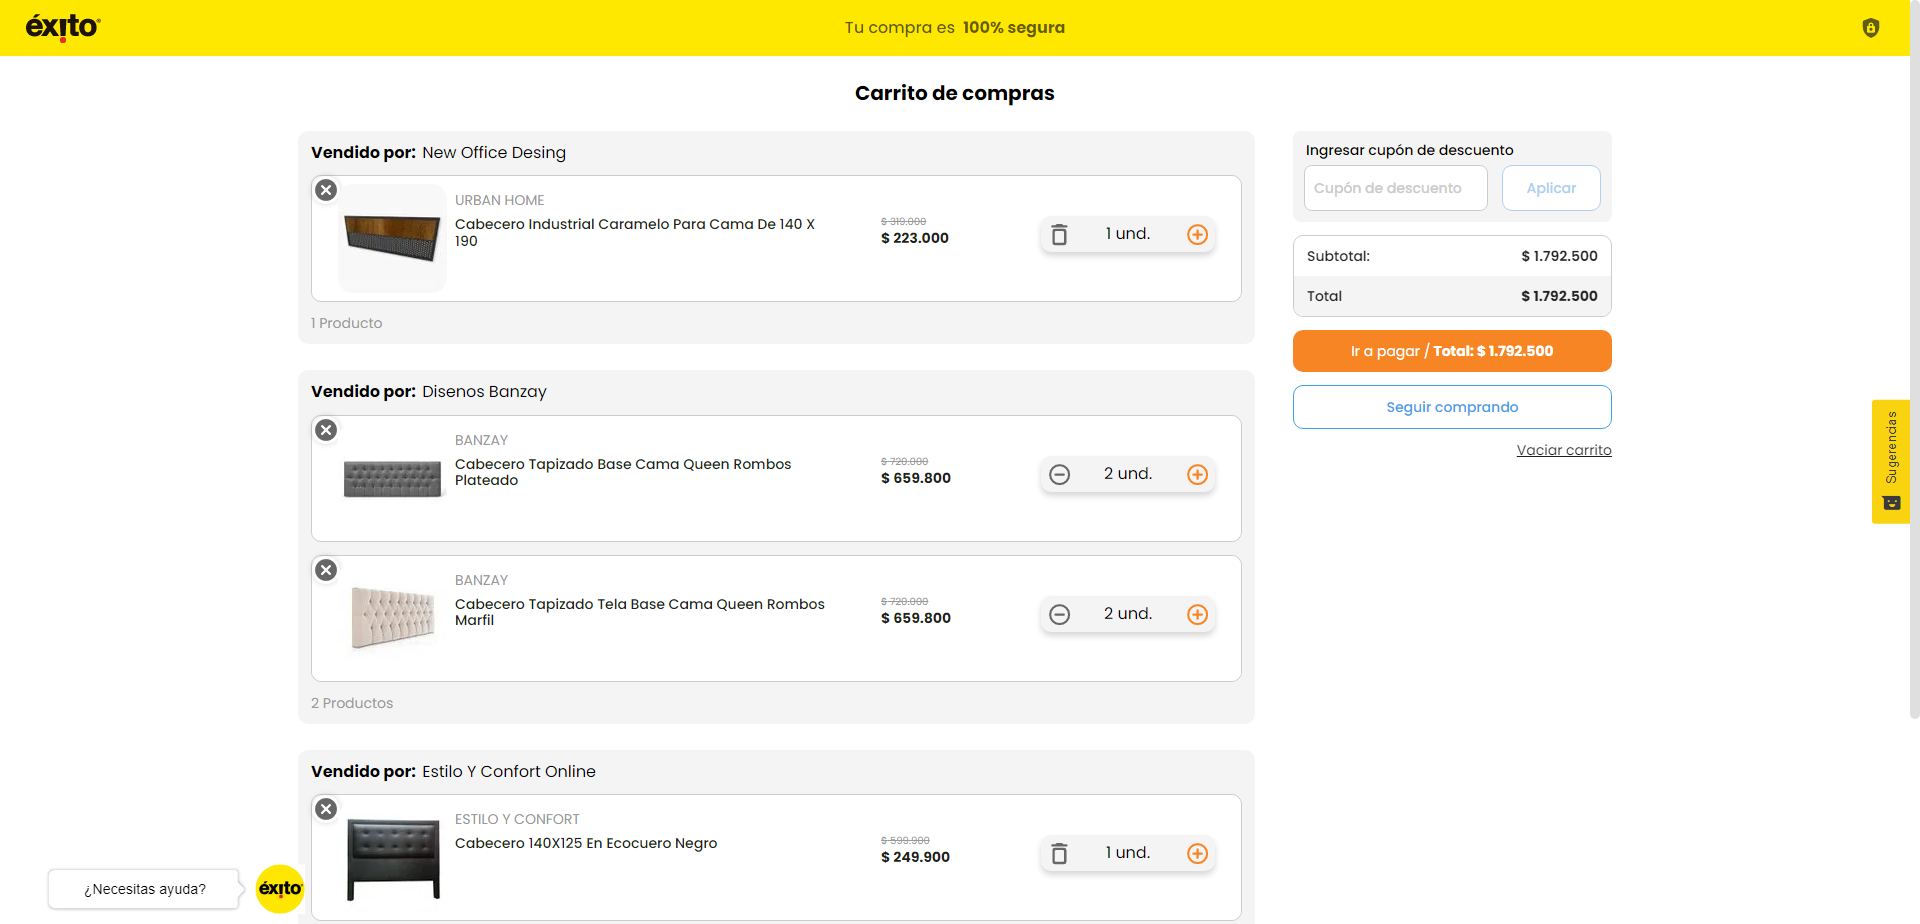 éxito
Tu compra es 100% segura
Carrito de compras
Vendido por: New Office Desing
URBAN HOME
Cabecero Industrial Caramelo Para Cama De 140 X
190
$ 319.000
$ 223.000
1 und.
1 Producto
Vendido por: Disenos Banzay
BANZAY
Cabecero Tapizado Base Cama Queen Rombos
Plateado
$ 720.000
$ 659.800
2 und.
BANZAY
Cabecero Tapizado Tela Base Cama Queen Rombos
Marfil
$ 720.000
$ 659.800
2 und.
2 Productos
Vendido por: Estilo Y Confort Online
ESTILO Y CONFORT
Cabecero 140X125 En Ecocuero Negro
$ 599.900
$ 249.900
1 und.
Ingresar cupón de descuento
Cupón de descuento
Aplicar
Subtotal: $ 1.792.500
Total $ 1.792.500
Ir a pagar / Total: $ 1.792.500
Seguir comprando
Vaciar carrito
Sugerencias
¿Necesitas ayuda?
éxito